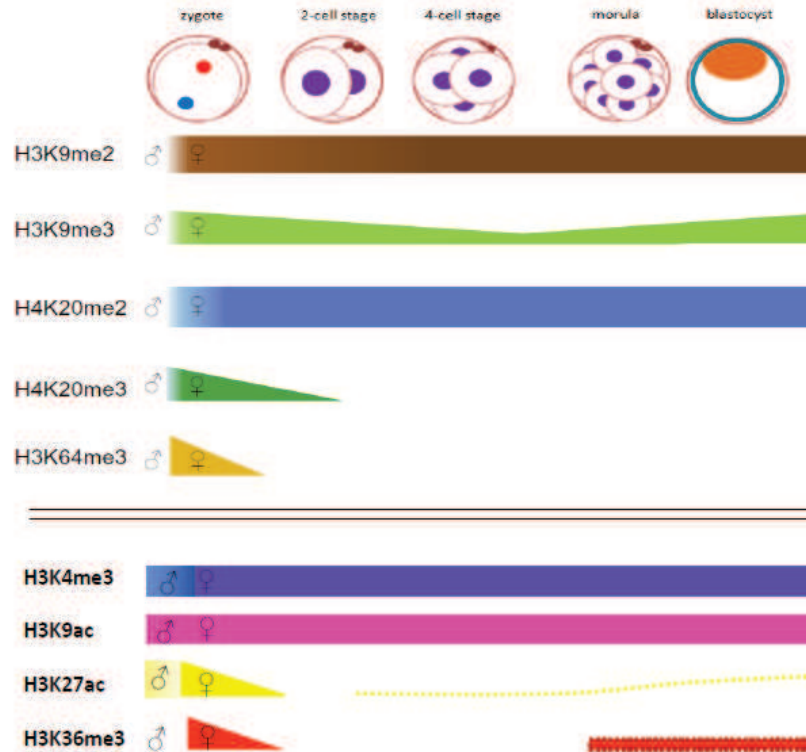 zygote 2-cell stage 4-cell stage morula blastocyst
H3K9me2 ♂ ♀
H3K9me3 ♂ ♀
H4K20me2 ♂ ♀
H4K20me3 ♂ ♀
H3K64me3 ♂ ♀
H3K4me3 ♂ ♀
H3K9ac ♂ ♀
H3K27ac ♂ ♀
H3K36me3 ♂ ♀